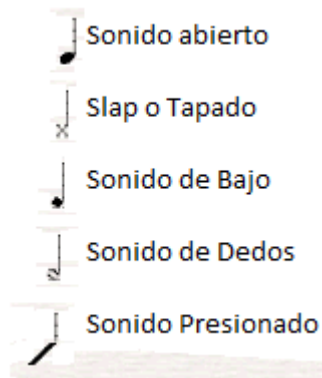 Sonido abierto
Slap o Tapado
Sonido de Bajo
Sonido de Dedos
Sonido Presionado